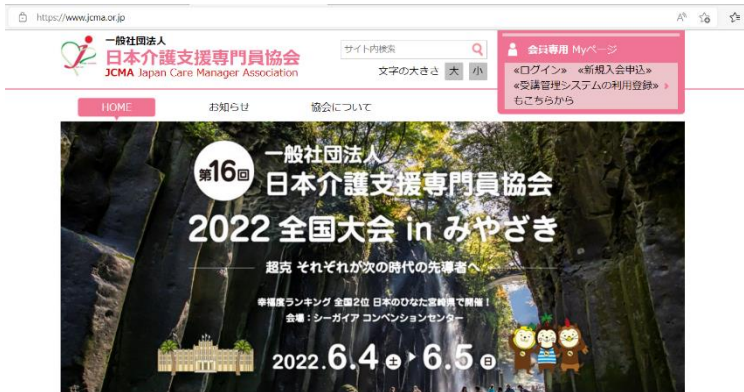 https://www.jcma.or.jp
一般社団法人
日本介護支援専門員協会
JCMA Japan Care Manager Association
サイト内検索
文字の大きさ 大 小
会員専用 Myページ
«ログイン» «新規入会申込»
«受講管理システムの利用登録»
もこちらから
HOME お知らせ 協会について
第16回
一般社団法人
日本介護支援専門員協会
2022 全国大会 in みやざき
超克 それぞれが次の時代の先導者へ
幸福度ランキング 全国2位 日本のひなた宮崎県で開催！
会場：シーガイア コンベンションセンター
2022.6.4土 6.5日